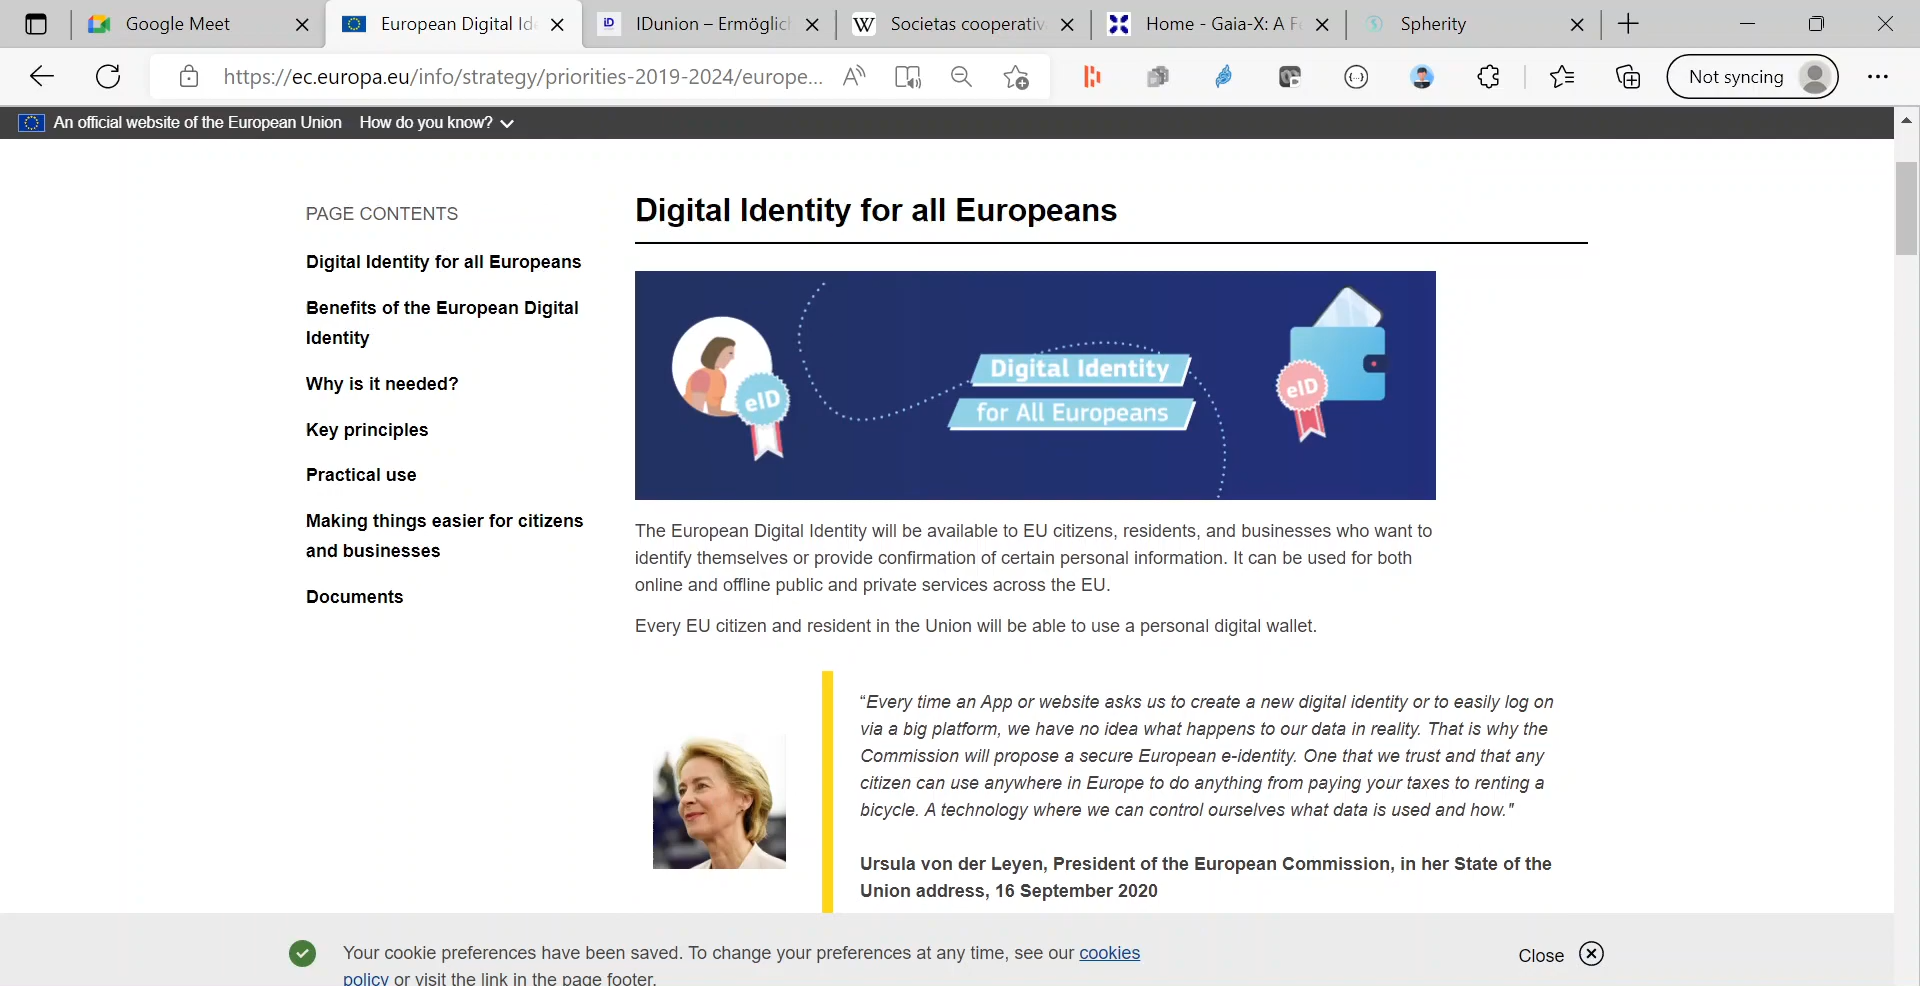 Google Meet
European Digital Ide
IDunion – Ermöglich
W Societas cooperativ
Home - Gaia-X: A F
Spherity
https://ec.europa.eu/info/strategy/priorities-2019-2024/europe...
Not syncing
An official website of the European Union How do you know?
PAGE CONTENTS
Digital Identity for all Europeans
Benefits of the European Digital
Identity
Why is it needed?
Key principles
Practical use
Making things easier for citizens
and businesses
Documents
Digital Identity for all Europeans
eID
Digital Identity
for All Europeans
eID
The European Digital Identity will be available to EU citizens, residents, and businesses who want to
identify themselves or provide confirmation of certain personal information. It can be used for both
online and offline public and private services across the EU.
Every EU citizen and resident in the Union will be able to use a personal digital wallet.
“Every time an App or website asks us to create a new digital identity or to easily log on
via a big platform, we have no idea what happens to our data in reality. That is why the
Commission will propose a secure European e-identity. One that we trust and that any
citizen can use anywhere in Europe to do anything from paying your taxes to renting a
bicycle. A technology where we can control ourselves what data is used and how."
Ursula von der Leyen, President of the European Commission, in her State of the
Union address, 16 September 2020
Your cookie preferences have been saved. To change your preferences at any time, see our cookies
policy or visit the link in the page footer.
Close